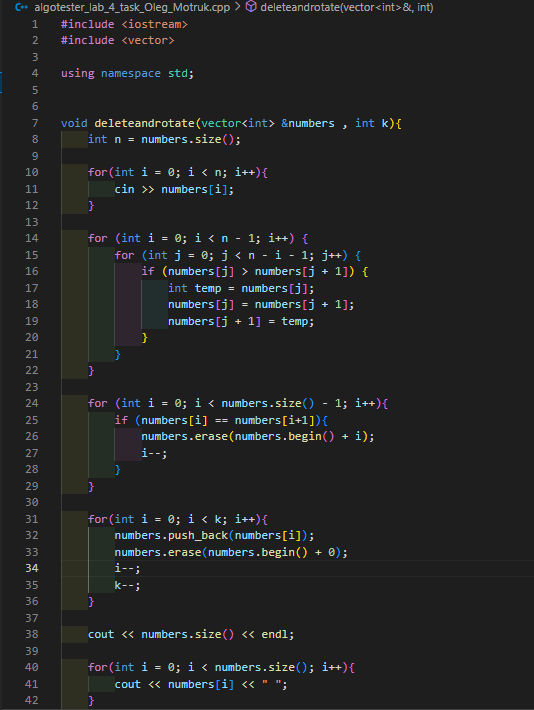 algotester_lab_4_task_Oleg_Motruk.cpp > deleteandrotate(vector<int>&, int)
1 #include <iostream>
2 #include <vector>
3
4 using namespace std;
5
6
7 void deleteandrotate(vector<int> &numbers , int k){
8     int n = numbers.size();
9
10     for(int i = 0; i < n; i++){
11         cin >> numbers[i];
12     }
13
14     for (int i = 0; i < n - 1; i++) {
15         for (int j = 0; j < n - i - 1; j++) {
16             if (numbers[j] > numbers[j + 1]) {
17                 int temp = numbers[j];
18                 numbers[j] = numbers[j + 1];
19                 numbers[j + 1] = temp;
20             }
21         }
22     }
23
24     for (int i = 0; i < numbers.size() - 1; i++){
25         if (numbers[i] == numbers[i+1]){
26             numbers.erase(numbers.begin() + i);
27             i--;
28         }
29     }
30
31     for(int i = 0; i < k; i++){
32         numbers.push_back(numbers[i]);
33         numbers.erase(numbers.begin() + 0);
34         i--;
35         k--;
36     }
37
38     cout << numbers.size() << endl;
39
40     for(int i = 0; i < numbers.size(); i++){
41         cout << numbers[i] << " ";
42     }